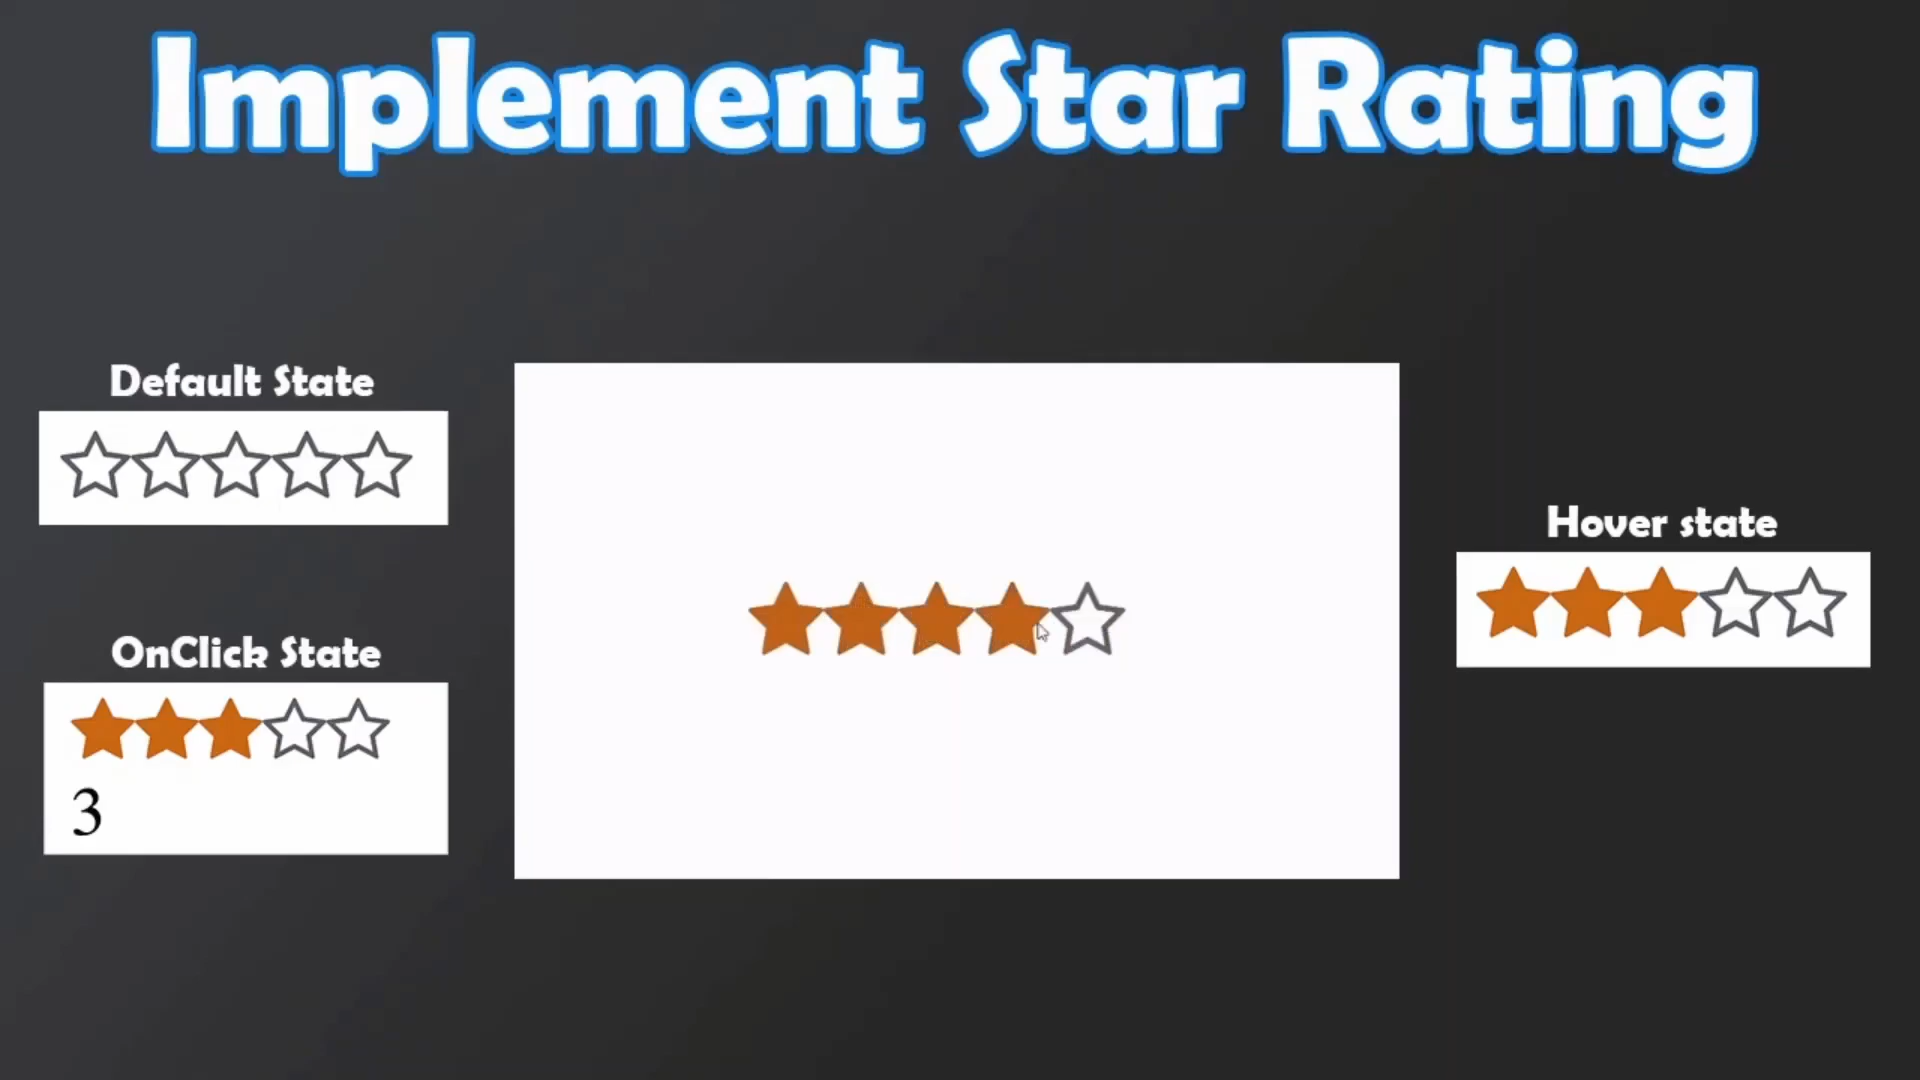 Implement Star Rating
Default State
OnClick State
3
Hover state